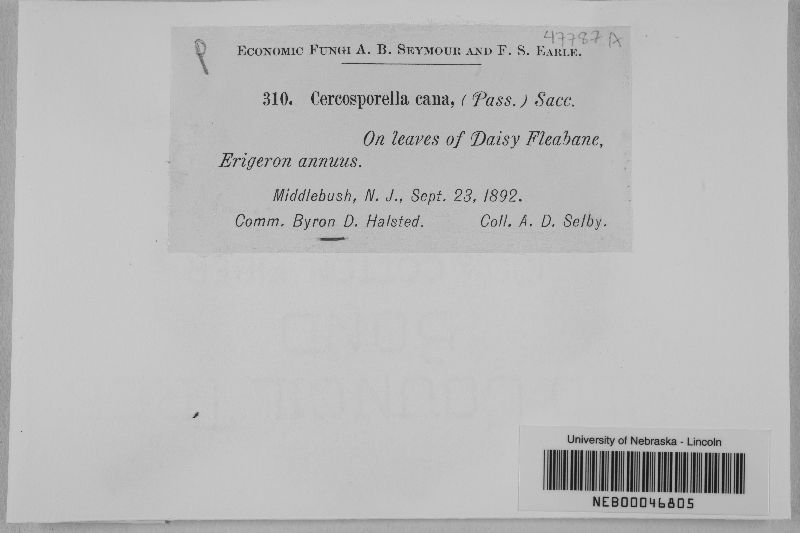 47787A
P
Economic Fungi A. B. Seymour and F. S. Earle.
310. Cercosporella cana, (Pass.) Sacc.
On leaves of Daisy Fleabane,
Erigeron annuus.
Middlebush, N. J., Sept. 23, 1892.
Comm. Byron D. Halsted. Coll. A. D. Selby.
BOND
University of Nebraska - Lincoln
NEB00046805